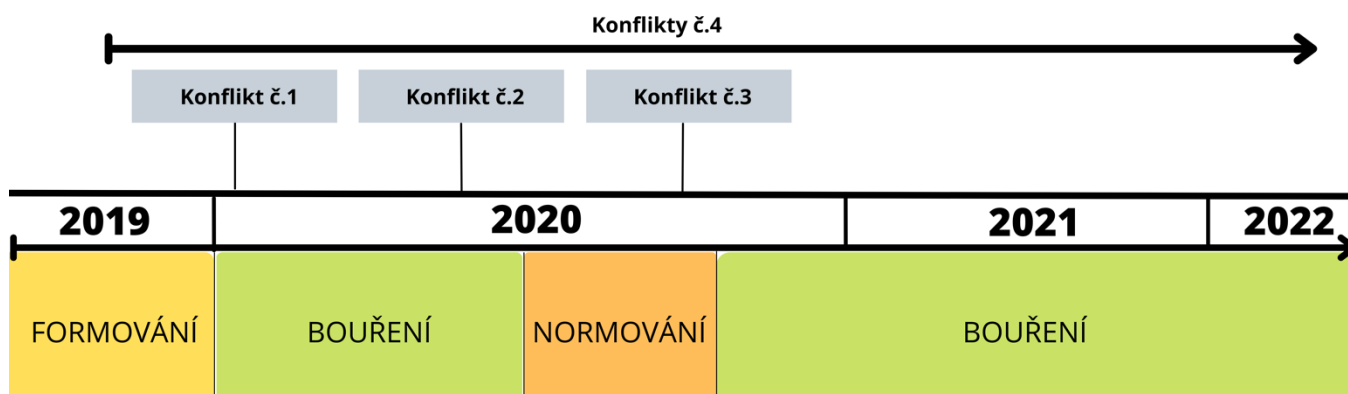 Konflikty č.4
Konflikt č.1 Konflikt č.2 Konflikt č.3
2019 2020 2021 2022
FORMOVÁNÍ BOUŘENÍ NORMOVÁNÍ BOUŘENÍ